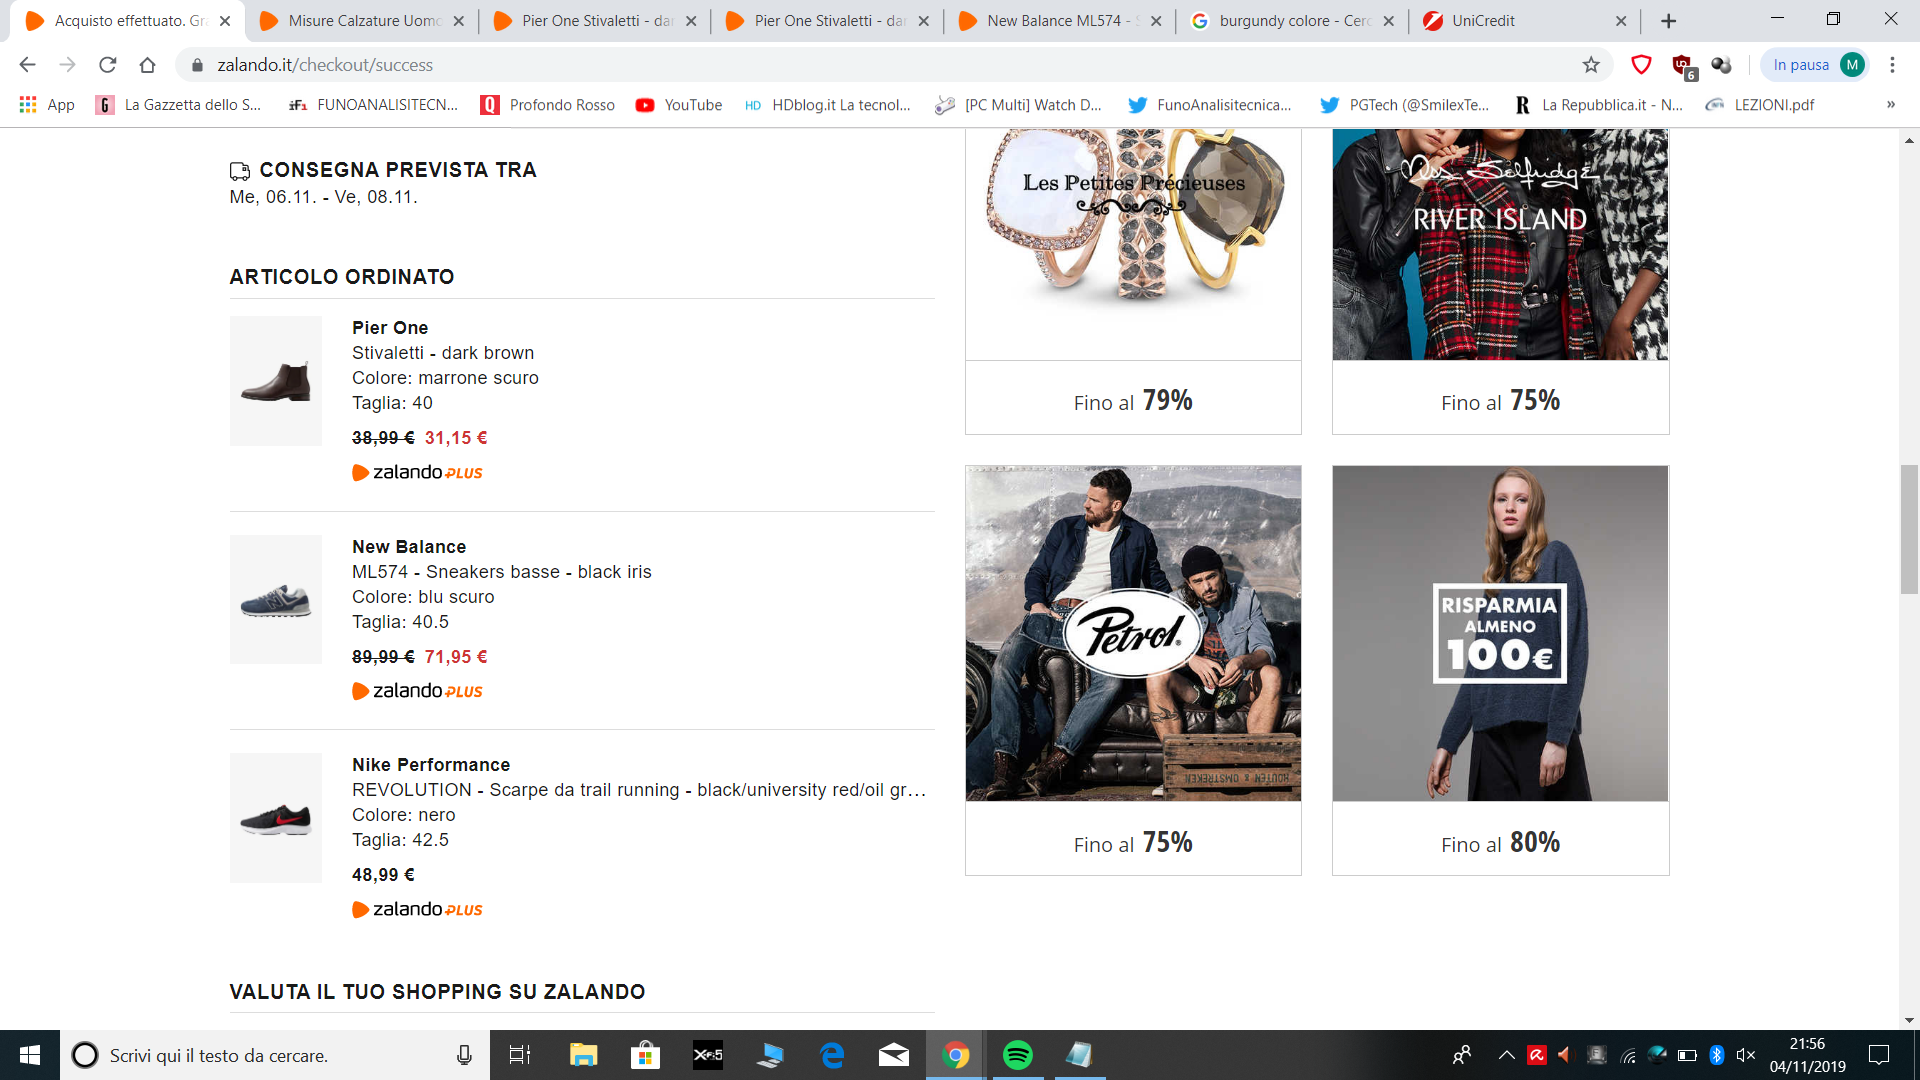 Acquisto effettuato. Gra
Misure Calzature Uomo
Pier One Stivaletti - dar
Pier One Stivaletti - dar
New Balance ML574 - S
burgundy colore - Cerc
UniCredit
zalando.it/checkout/success
6
In pausa
M
App
G
La Gazzetta dello S...
FUNOANALISITECN...
Profondo Rosso
YouTube
HD
HDblog.it La tecnol...
[PC Multi] Watch D...
FunoAnalisitecnica...
PGTech (@SmilexTe...
R
La Repubblica.it - N...
LEZIONI.pdf
»
CONSEGNA PREVISTA TRA
Me, 06.11. - Ve, 08.11.
ARTICOLO ORDINATO
Pier One
Stivaletti - dark brown
Colore: marrone scuro
Taglia: 40
38,99 € 31,15 €
zalando PLUS
New Balance
ML574 - Sneakers basse - black iris
Colore: blu scuro
Taglia: 40.5
89,99 € 71,95 €
zalando PLUS
Nike Performance
REVOLUTION - Scarpe da trail running - black/university red/oil gr...
Colore: nero
Taglia: 42.5
48,99 €
zalando PLUS
VALUTA IL TUO SHOPPING SU ZALANDO
Les Petites Précieuses
Fino al 79%
Miss Selfridge
RIVER ISLAND
Fino al 75%
Petrol
HOUTEN & OMSTREKEN
Fino al 75%
RISPARMIA
ALMENO
100€
Fino al 80%
Scrivi qui il testo da cercare.
21:56
04/11/2019